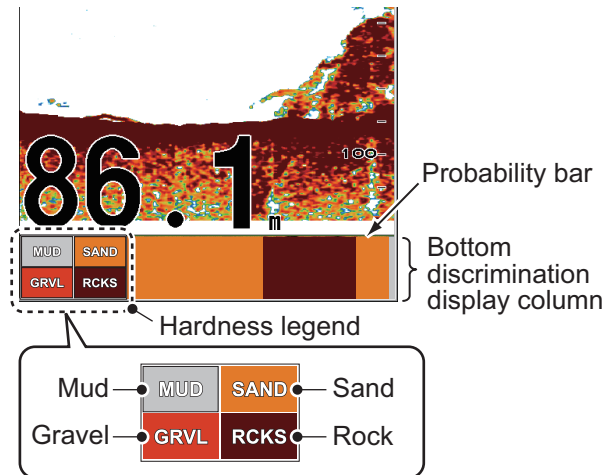 100
86.1m
Probability bar
MUD SAND
GRVL RCKS
Bottom
discrimination
display column
Hardness legend
Mud MUD SAND Sand
Gravel GRVL RCKS Rock